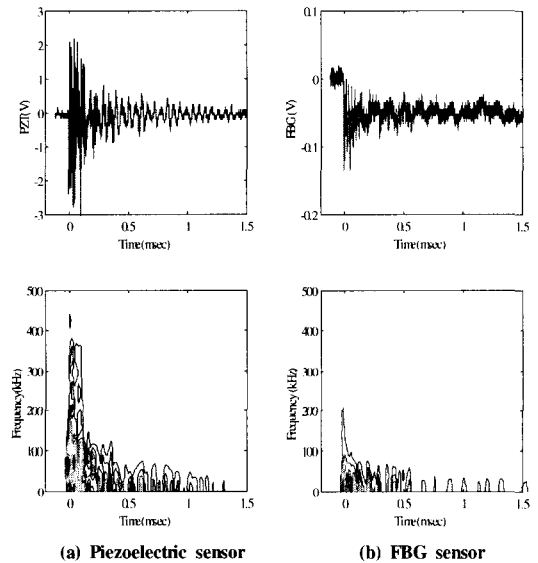 3
2
1
0
-1
-2
-3
PZT(V)
0 0.5 1 1.5
Time(msec)
0.1
0
-0.1
-0.2
FBG(V)
0 0.5 1 1.5
Time(msec)
500
400
300
200
100
0
Frequency(kHz)
0 0.5 1 1.5
Time(msec)
500
400
300
200
100
0
Frequency(kHz)
0 0.5 1 1.5
Time(msec)
(a) Piezoelectric sensor
(b) FBG sensor